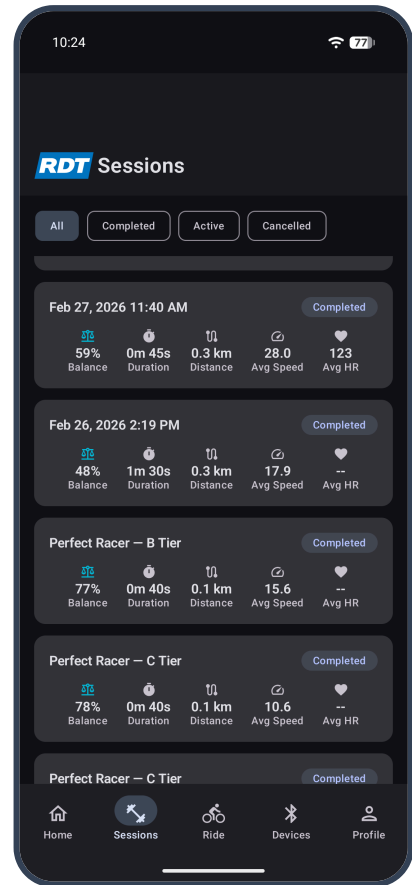 10:24
77
RDT Sessions
All Completed Active Cancelled
Feb 27, 2026 11:40 AM Completed
59% 0m 45s 0.3 km 28.0 123
Balance Duration Distance Avg Speed Avg HR
Feb 26, 2026 2:19 PM Completed
48% 1m 30s 0.3 km 17.9 --
Balance Duration Distance Avg Speed Avg HR
Perfect Racer — B Tier Completed
77% 0m 40s 0.1 km 15.6 --
Balance Duration Distance Avg Speed Avg HR
Perfect Racer — C Tier Completed
78% 0m 40s 0.1 km 10.6 --
Balance Duration Distance Avg Speed Avg HR
Perfect Racer — C Tier Completed
Home Sessions Ride Devices Profile